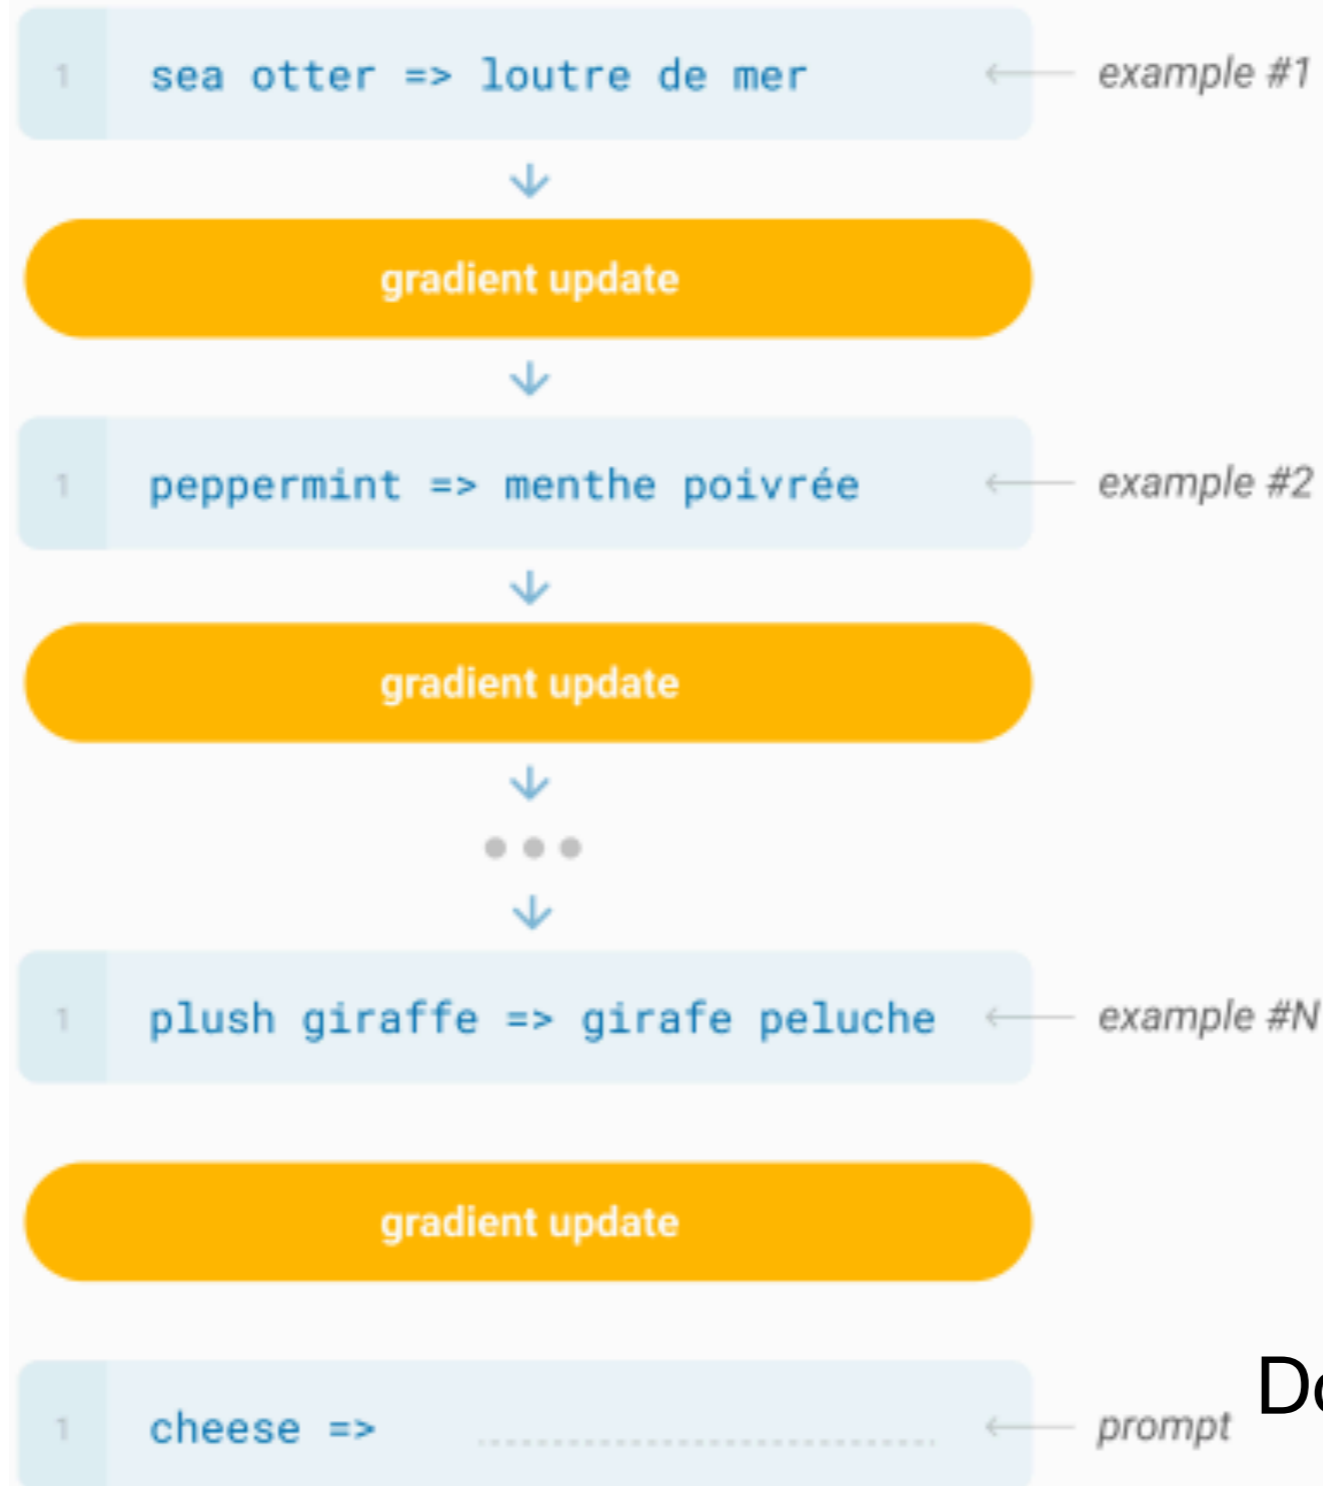 1 sea otter => loutre de mer example #1
gradient update
1 peppermint => menthe poivrée example #2
gradient update
1 plush giraffe => girafe peluche example #N
gradient update
1 cheese => prompt